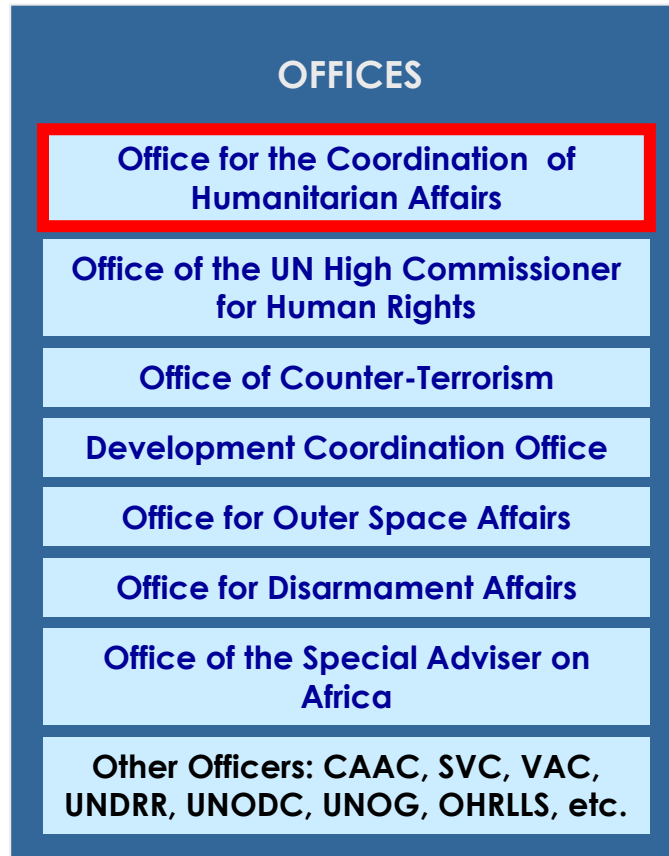 OFFICES
Office for the Coordination  of
Humanitarian Affairs
Office of the UN High Commissioner
for Human Rights
Office of Counter-Terrorism
Development Coordination Office
Office for Outer Space Affairs
Office for Disarmament Affairs
Office of the Special Adviser on
Africa
Other Officers: CAAC, SVC, VAC,
UNDRR, UNODC, UNOG, OHRLLS, etc.